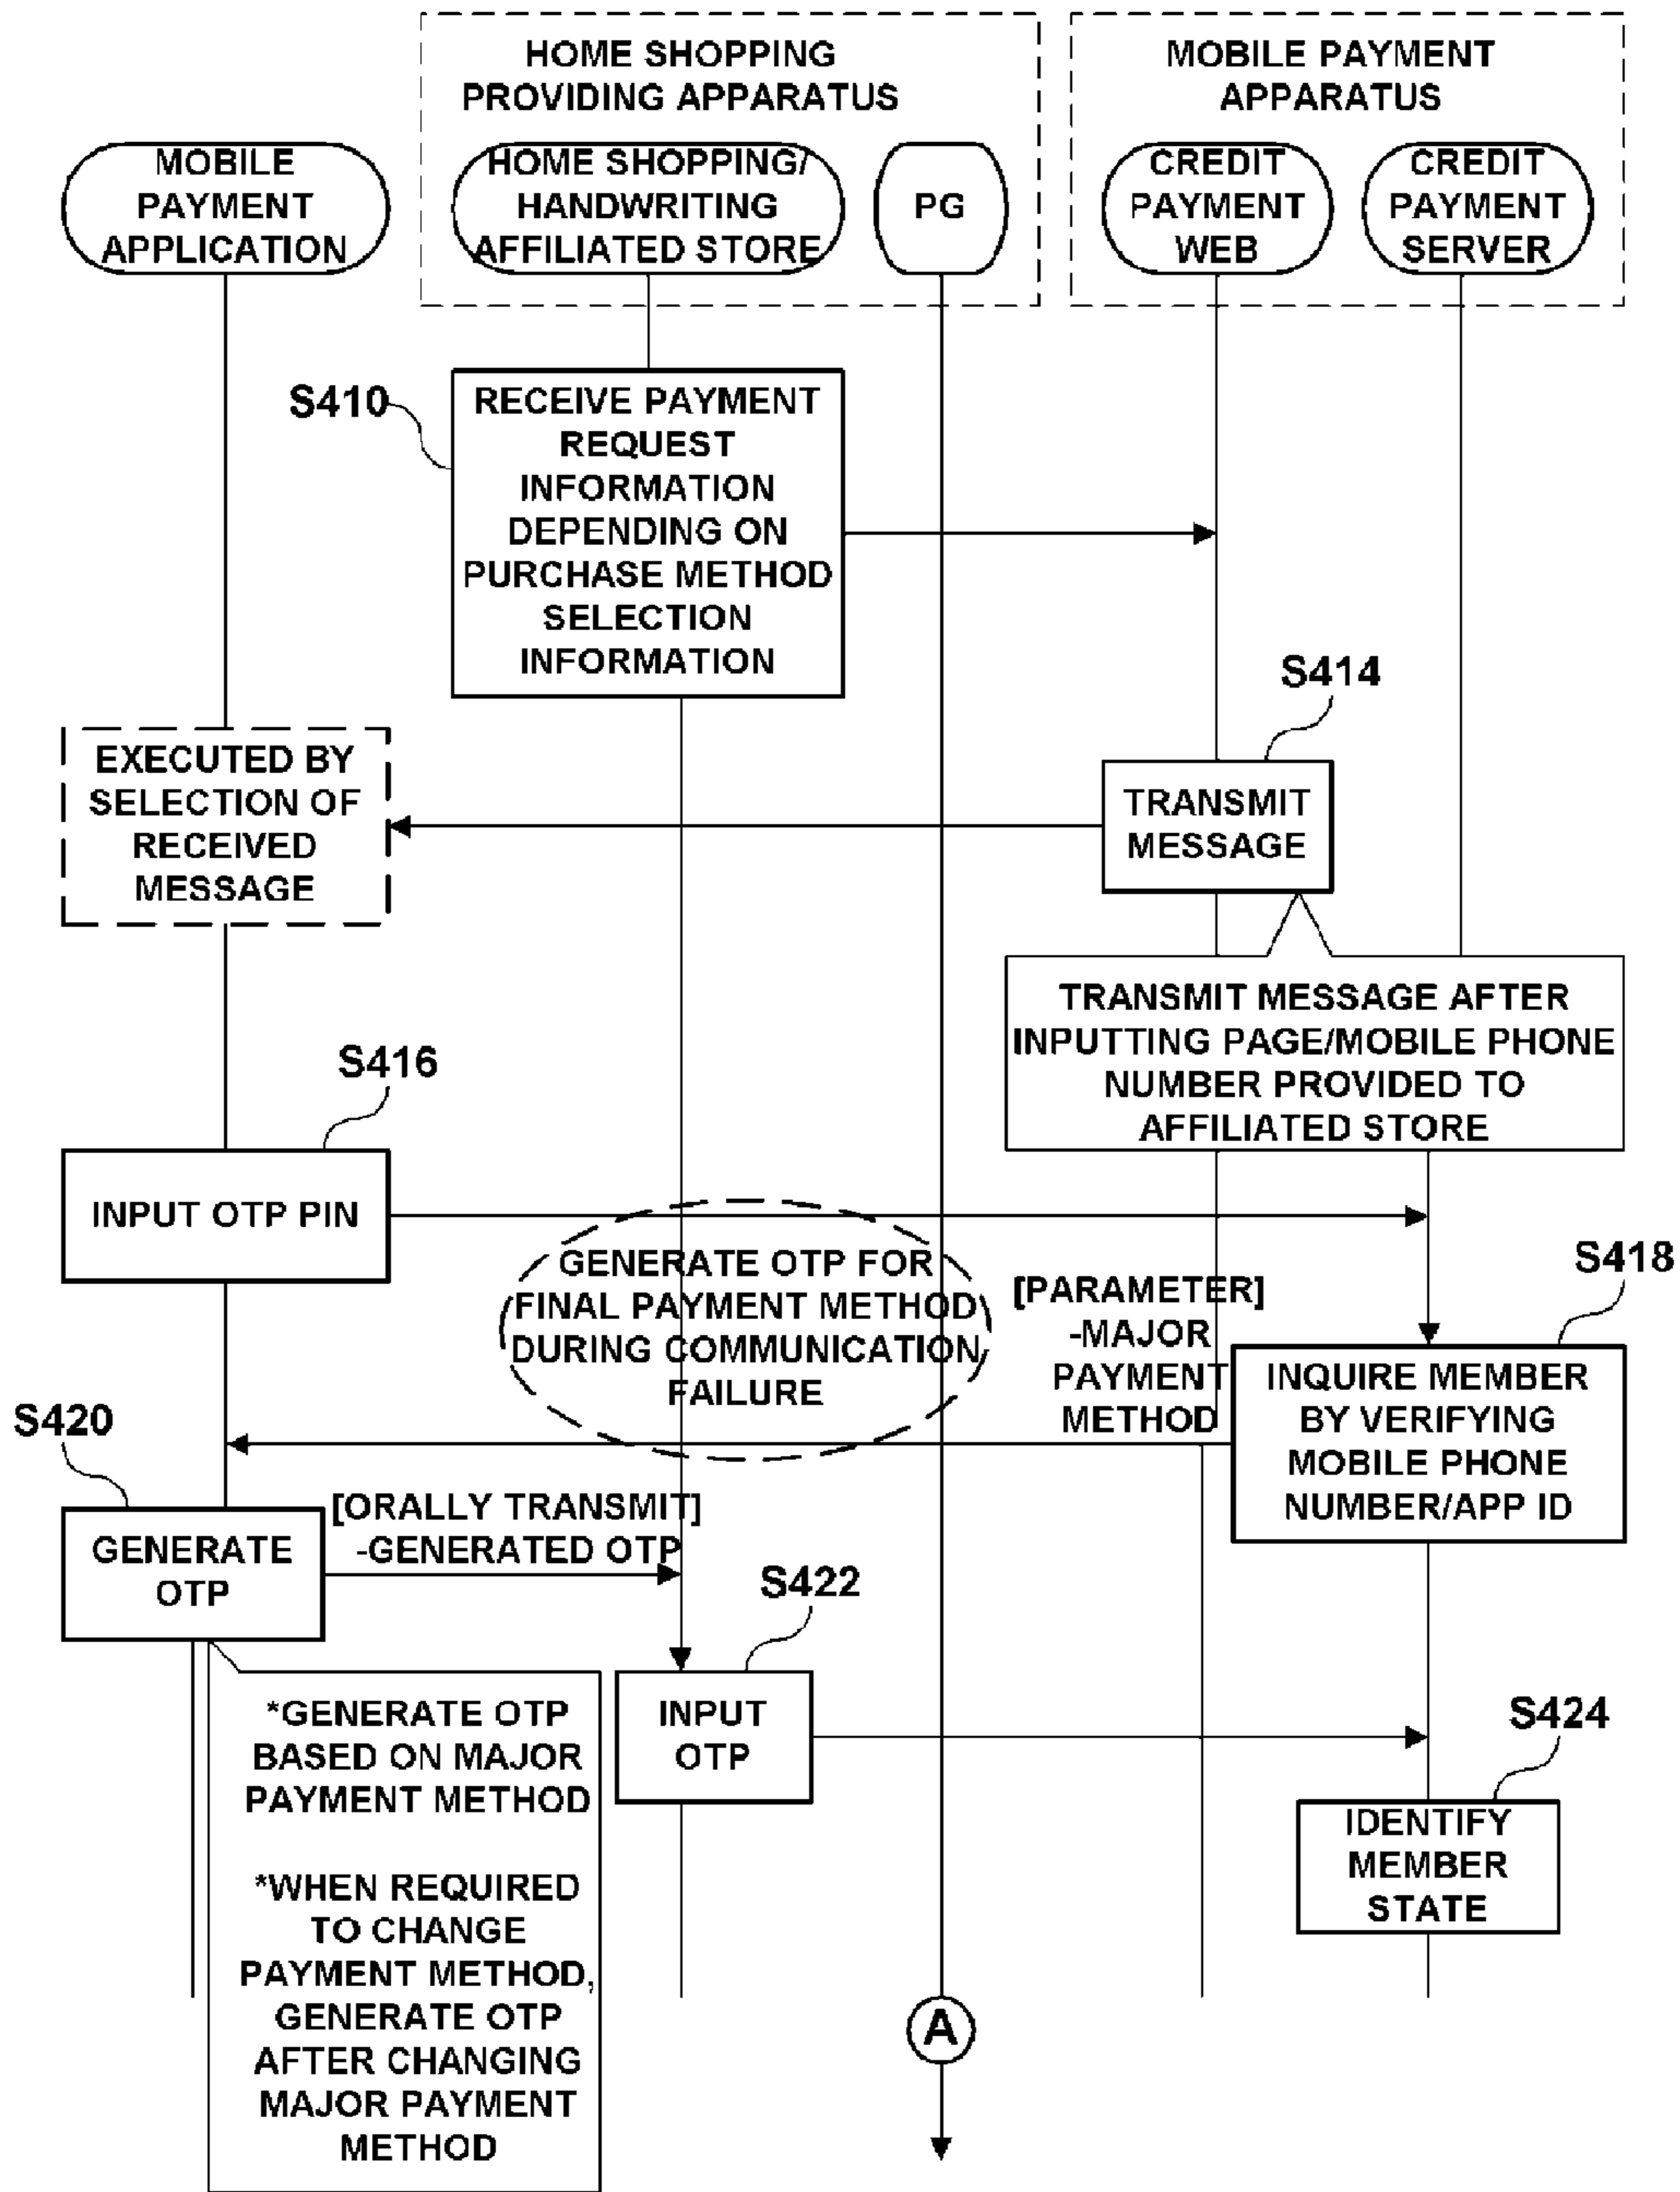 HOME SHOPPING
PROVIDING APPARATUS
MOBILE PAYMENT
APPARATUS
MOBILE
PAYMENT
APPLICATION
HOME SHOPPING/
HANDWRITING
AFFILIATED STORE
PG
CREDIT
PAYMENT
WEB
CREDIT
PAYMENT
SERVER
S410
RECEIVE PAYMENT
REQUEST
INFORMATION
DEPENDING ON
PURCHASE METHOD
SELECTION
INFORMATION
S414
EXECUTED BY
SELECTION OF
RECEIVED
MESSAGE
TRANSMIT
MESSAGE
TRANSMIT MESSAGE AFTER
INPUTTING PAGE/MOBILE PHONE
NUMBER PROVIDED TO
AFFILIATED STORE
S416
INPUT OTP PIN
GENERATE OTP FOR
FINAL PAYMENT METHOD
DURING COMMUNICATION
FAILURE
[PARAMETER]
-MAJOR
PAYMENT
METHOD
S418
INQUIRE MEMBER
BY VERIFYING
MOBILE PHONE
NUMBER/APP ID
S420
GENERATE
OTP
[ORALLY TRANSMIT]
-GENERATED OTP
S422
INPUT
OTP
*GENERATE OTP
BASED ON MAJOR
PAYMENT METHOD
*WHEN REQUIRED
TO CHANGE
PAYMENT METHOD,
GENERATE OTP
AFTER CHANGING
MAJOR PAYMENT
METHOD
S424
IDENTIFY
MEMBER
STATE
A